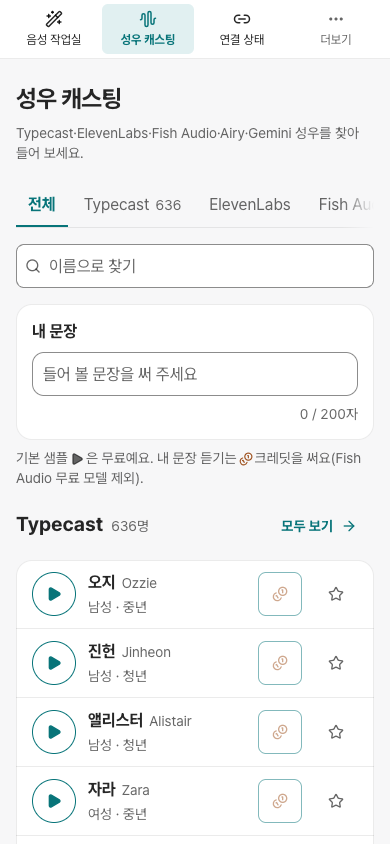 음성 작업실
성우 캐스팅
연결 상태
더보기
성우 캐스팅
Typecast·ElevenLabs·Fish Audio·Airy·Gemini 성우를 찾아
들어 보세요.
전체
Typecast 636
ElevenLabs
Fish Au
이름으로 찾기
내 문장
들어 볼 문장을 써 주세요
0 / 200자
기본 샘플 ▶ 은 무료예요. 내 문장 듣기는 크레딧을 써요(Fish
Audio 무료 모델 제외).
Typecast 636명
모두 보기 →
오지 Ozzie
남성 · 중년
진헌 Jinheon
남성 · 청년
앨리스터 Alistair
남성 · 청년
자라 Zara
여성 · 중년